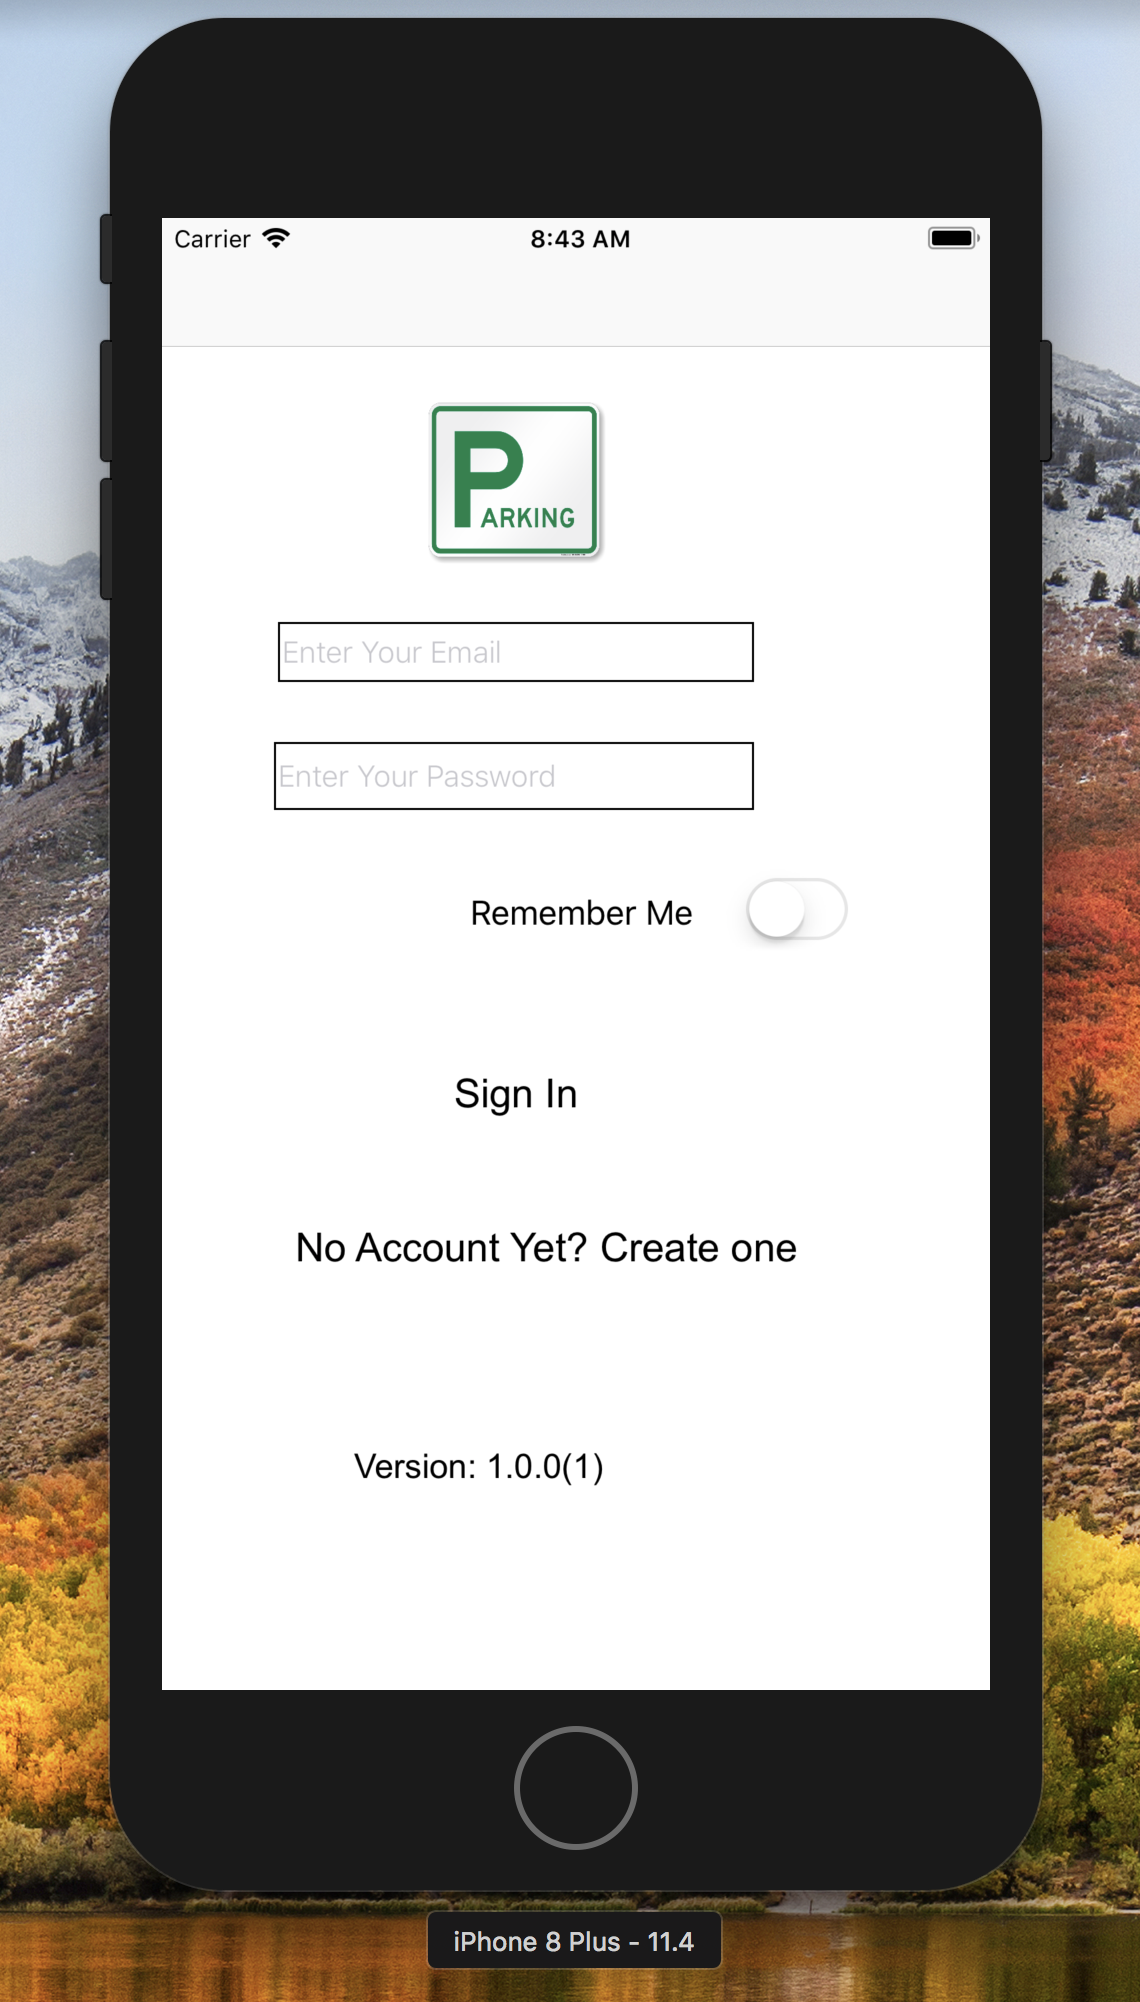 Carrier 8:43 AM
P
ARKING
Enter Your Email
Enter Your Password
Remember Me
Sign In
No Account Yet? Create one
Version: 1.0.0(1)
iPhone 8 Plus - 11.4